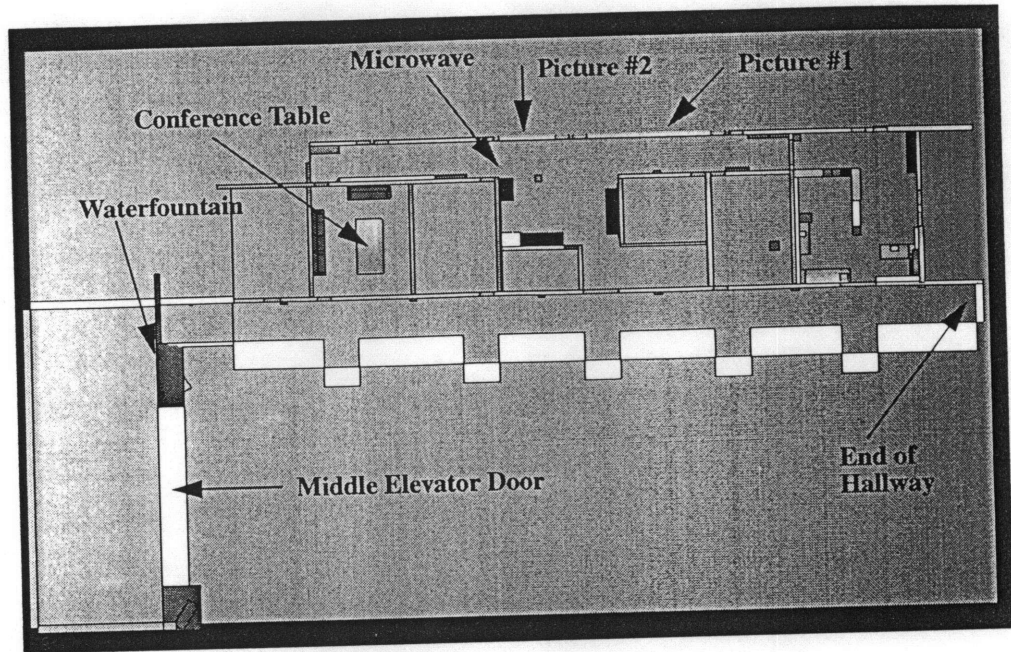 Microwave
Picture #2
Picture #1
Conference Table
Waterfountain
End of
Hallway
Middle Elevator Door